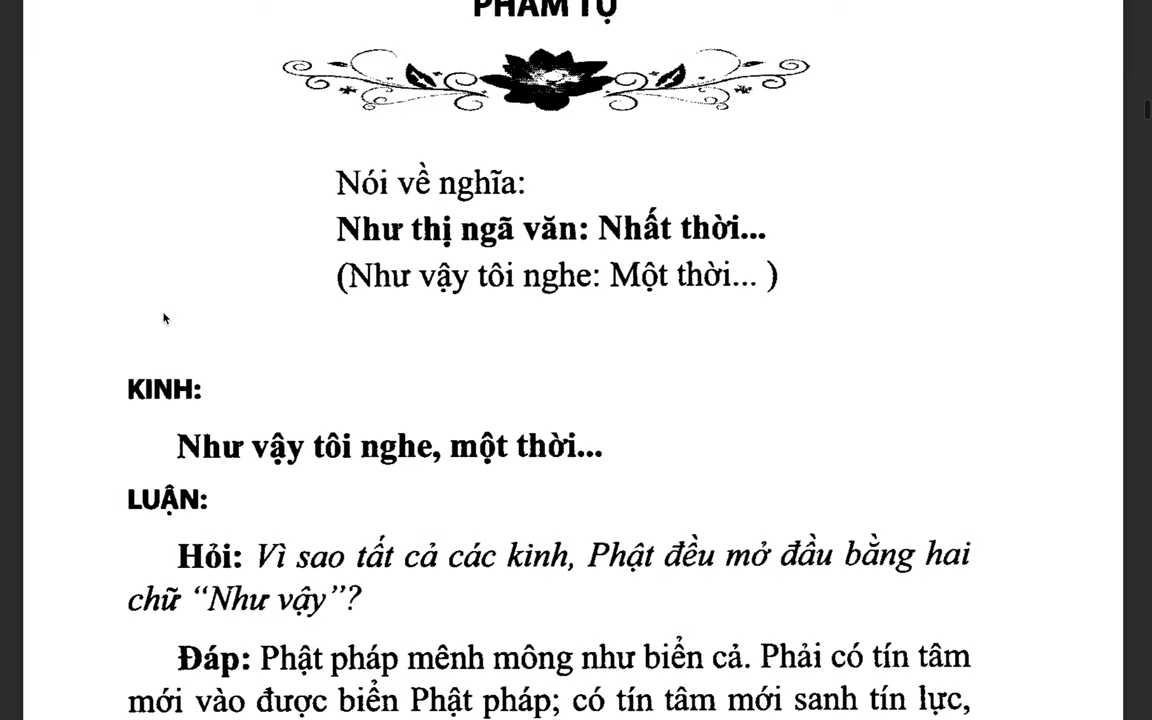 PHẨM TỰ
Nói về nghĩa:
Như thị ngã văn: Nhất thời...
(Như vậy tôi nghe: Một thời... )
KINH:
Như vậy tôi nghe, một thời...
LUẬN:
Hỏi: Vì sao tất cả các kinh, Phật đều mở đầu bằng hai
chữ “Như vậy”?
Đáp: Phật pháp mênh mông như biển cả. Phải có tín tâm
mới vào được biển Phật pháp; có tín tâm mới sanh tín lực,